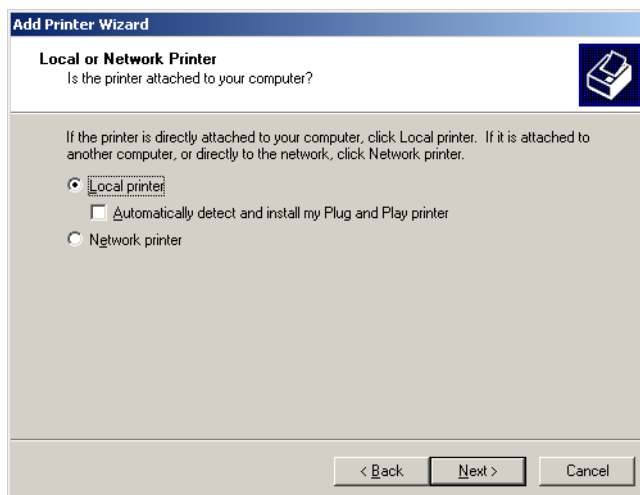 Add Printer Wizard
Local or Network Printer
Is the printer attached to your computer?
If the printer is directly attached to your computer, click Local printer. If it is attached to
another computer, or directly to the network, click Network printer.
Local printer
Automatically detect and install my Plug and Play printer
Network printer
< Back Next > Cancel